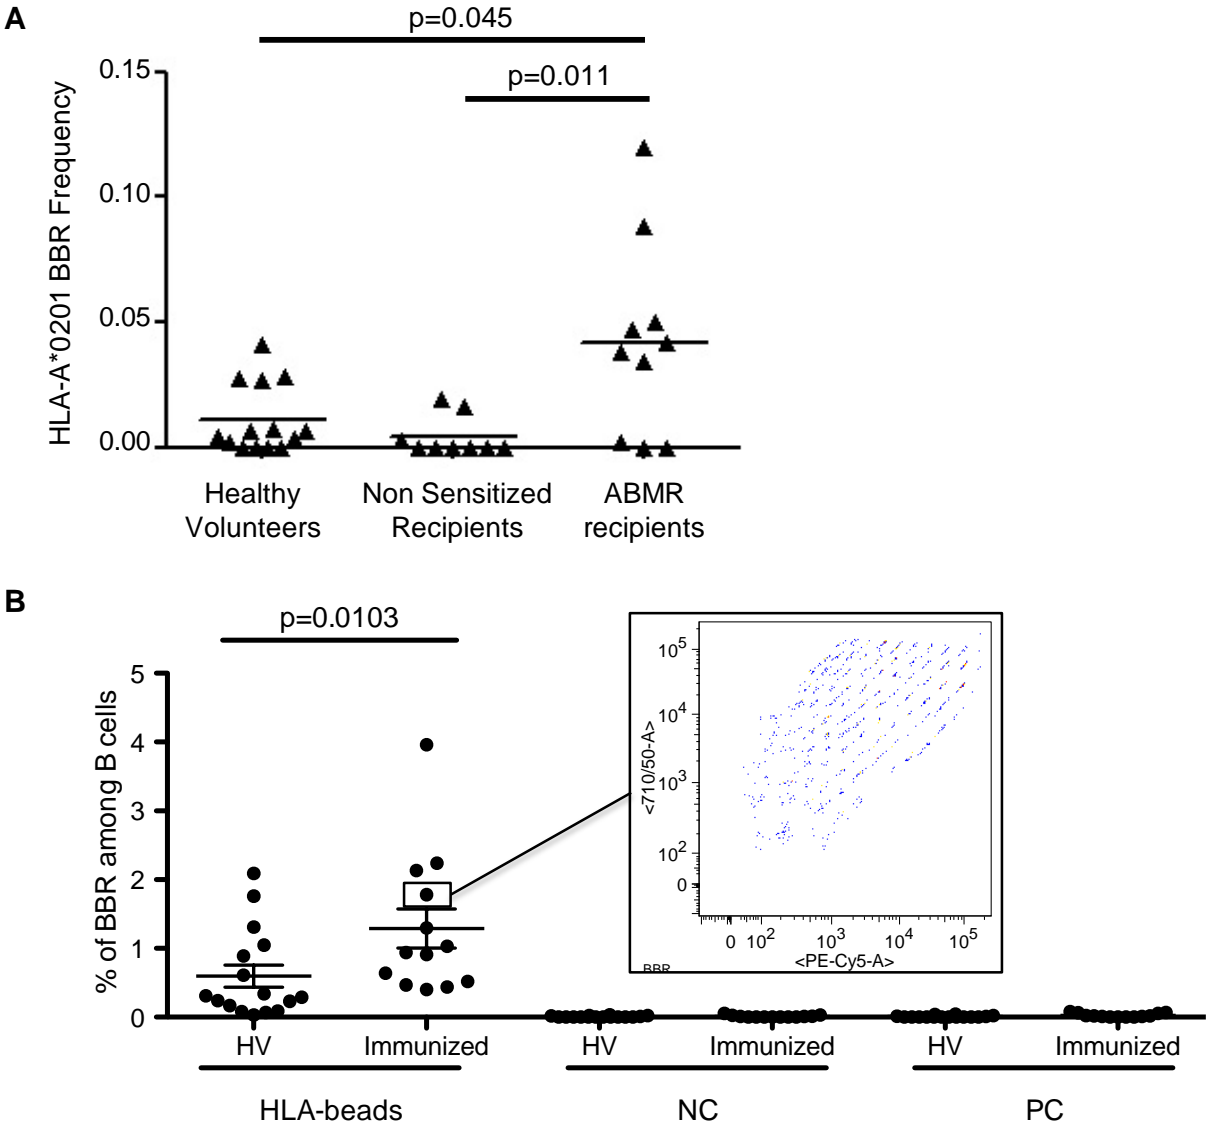 A
p=0.045
p=0.011
HLA-A*0201 BBR Frequency
0.15
0.10
0.05
0.00
Healthy
Volunteers
Non Sensitized
Recipients
ABMR
recipients
B
p=0.0103
% of BBR among B cells
5
4
3
2
1
0
<710/50-A>
10^5
10^4
10^3
10^2
0
0 10^2 10^3 10^4 10^5
<PE-Cy5-A>
BBR
HV Immunized HV Immunized HV Immunized
HLA-beads NC PC